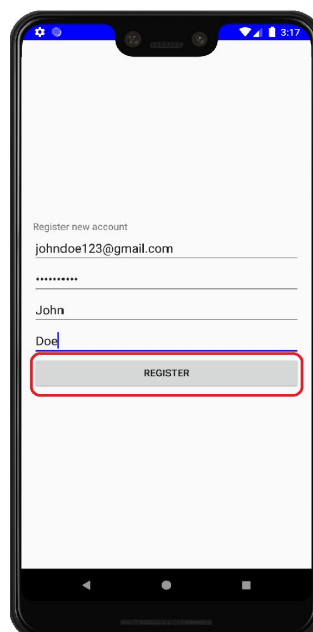 3:17
Register new account
johndoe123@gmail.com
••••••••••
John
Doe
REGISTER